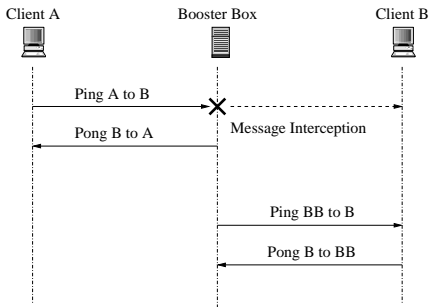 Client A
Booster Box
Client B
Ping A to B
Pong B to A
Message Interception
Ping BB to B
Pong B to BB